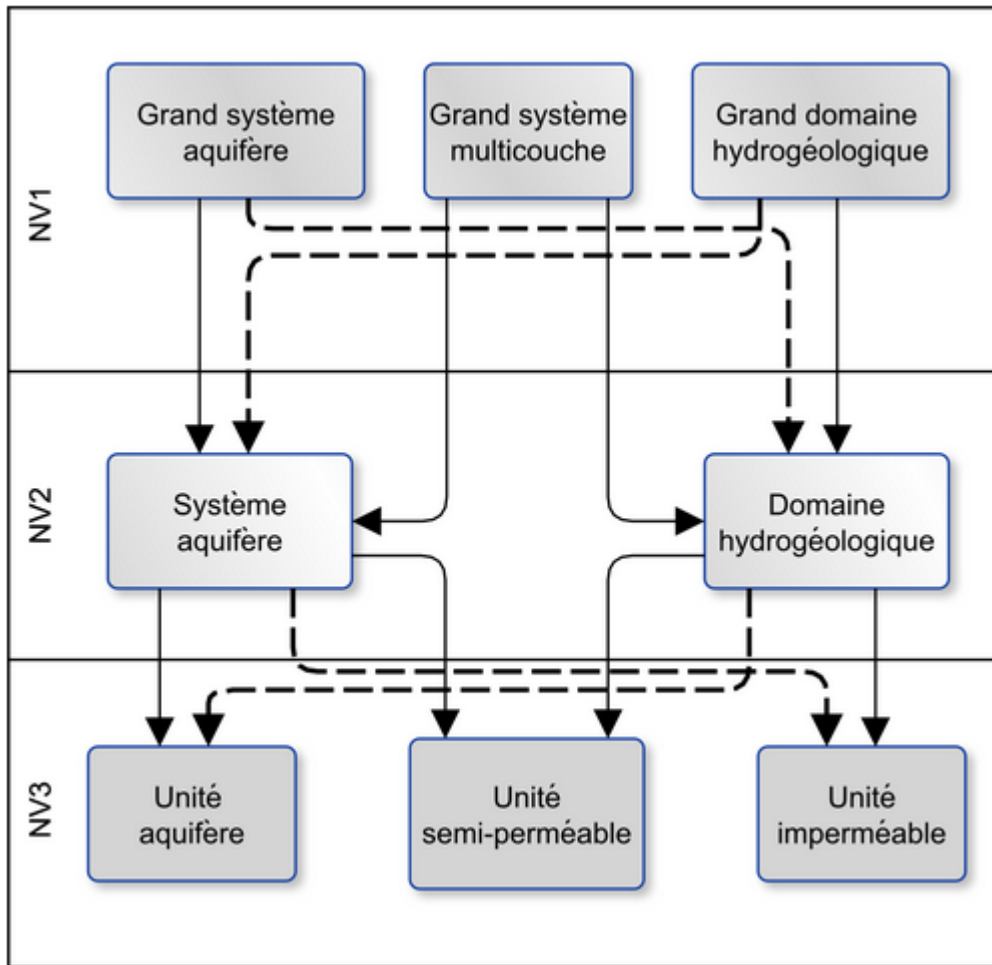 NV1
Grand système
aquifère
Grand système
multicouche
Grand domaine
hydrogéologique
NV2
Système
aquifère
Domaine
hydrogéologique
NV3
Unité
aquifère
Unité
semi-perméable
Unité
imperméable